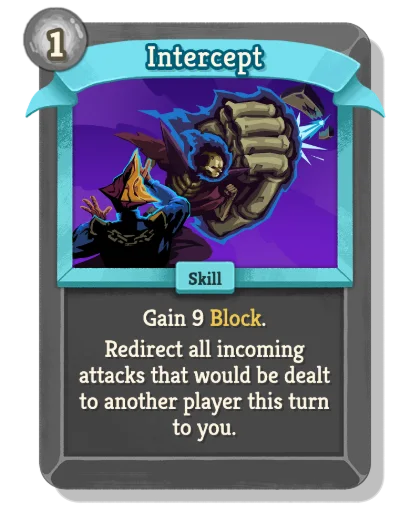 1
Intercept
Skill
Gain 9 Block.
Redirect all incoming
attacks that would be dealt
to another player this turn
to you.